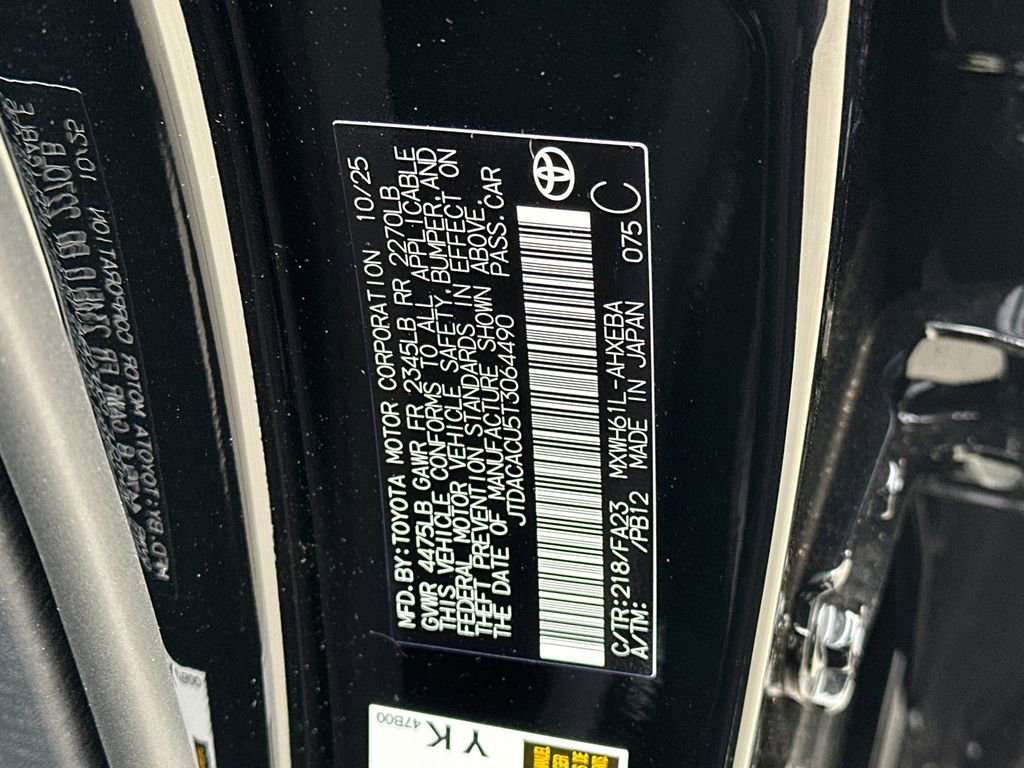 MFD. BY: TOYOTA MOTOR CORPORATION 10/25
GVWR 4475LB GAWR FR 2345LB RR 2270LB
THIS VEHICLE CONFORMS TO ALL APPLICABLE
FEDERAL MOTOR VEHICLE SAFETY, BUMPER, AND
THEFT PREVENTION STANDARDS IN EFFECT ON
THE DATE OF MANUFACTURE SHOWN ABOVE.
JTDACACU5T3064490 PASS. CAR
C/TR: 218/FA23 MXWH61L-AHXEBA 075
A/TM: /PB12 MADE IN JAPAN C
YK
47B00